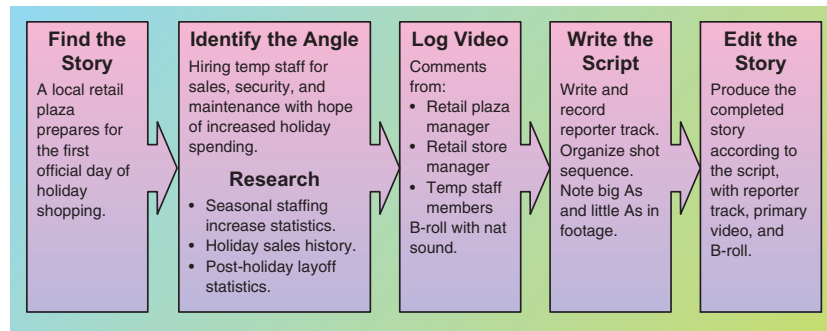 Find the
Story
A local retail
plaza
prepares for
the first
official day of
holiday
shopping.
Identify the Angle
Hiring temp staff for
sales, security, and
maintenance with hope
of increased holiday
spending.
Research
• Seasonal staffing
increase statistics.
• Holiday sales history.
• Post-holiday layoff
statistics.
Log Video
Comments
from:
• Retail plaza
manager
• Retail store
manager
• Temp staff
members
B-roll with nat
sound.
Write the
Script
Write and
record
reporter track.
Organize shot
sequence.
Note big As
and little As in
footage.
Edit the
Story
Produce the
completed
story
according to
the script,
with reporter
track, primary
video, and
B-roll.